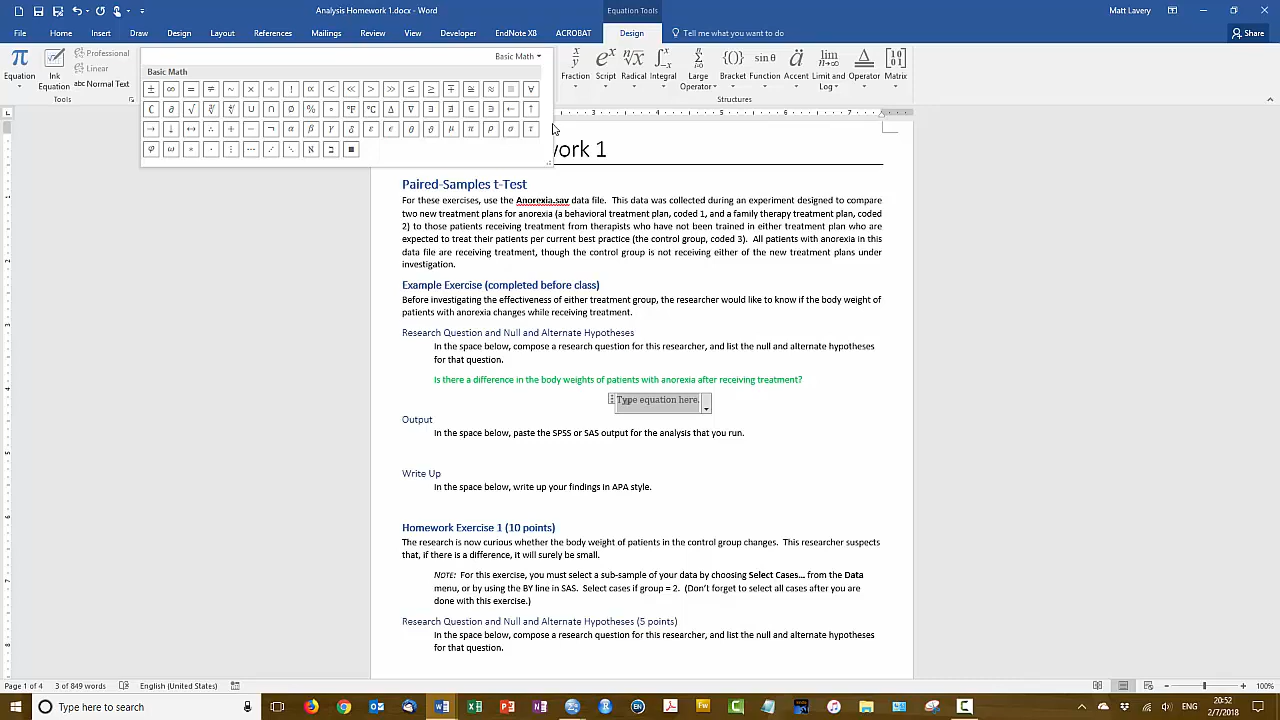 Analysis Homework 1.docx - Word
Equation Tools
Matt Lavery
File Home Insert Draw Design Layout References Mailings Review View Developer EndNote X8 Acrobat Design Tell me what you want to do Share
Equation
Ink Equation
Professional
Linear
abc Normal Text
Tools
Basic Math
Basic Math
± ∞ = ≠ ~ × ÷ ! ∝ < ≪ > ≫ ≤ ≥ ∓ ≅ ≈ ≡ ∀
∁ ∂ √ ∛ ∜ ∪ ∩ ∅ % ° °F °C ∆ ∇ ∃ ∄ ∈ ∋ ← ↑
→ ↓ ↔ ∴ + − ¬ α β γ δ ε ϵ θ ϑ μ π ρ σ τ
φ ω ∗ ∙ ⋮ ⋯ ⋰ ⋱ ℵ ℶ ∎
Fraction Script Radical Integral Large Operator Bracket Function Accent Limit and Log Operator Matrix
Structures
3 4 5 6 7
work 1
Paired-Samples t-Test
For these exercises, use the Anorexia.sav data file. This data was collected during an experiment designed to compare
two new treatment plans for anorexia (a behavioral treatment plan, coded 1, and a family therapy treatment plan, coded
2) to those patients receiving treatment from therapists who have not been trained in either treatment plan who are
expected to treat their patients per current best practice (the control group, coded 3). All patients with anorexia in this
data file are receiving treatment, though the control group is not receiving either of the new treatment plans under
investigation.
Example Exercise (completed before class)
Before investigating the effectiveness of either treatment group, the researcher would like to know if the body weight of
patients with anorexia changes while receiving treatment.
Research Question and Null and Alternate Hypotheses
In the space below, compose a research question for this researcher, and list the null and alternate hypotheses
for that question.
Is there a difference in the body weights of patients with anorexia after receiving treatment?
Type equation here.
Output
In the space below, paste the SPSS or SAS output for the analysis that you run.
Write Up
In the space below, write up your findings in APA style.
Homework Exercise 1 (10 points)
The research is now curious whether the body weight of patients in the control group changes. This researcher suspects
that, if there is a difference, it will surely be small.
NOTE: For this exercise, you must select a sub-sample of your data by choosing Select Cases... from the Data
menu, or by using the BY line in SAS. Select cases if group = 2. (Don't forget to select all cases after you are
done with this exercise.)
Research Question and Null and Alternate Hypotheses (5 points)
In the space below, compose a research question for this researcher, and list the null and alternate hypotheses
for that question.
Page 1 of 4 3 of 849 words English (United States) 100%
Type here to search
20:52
2/7/2018